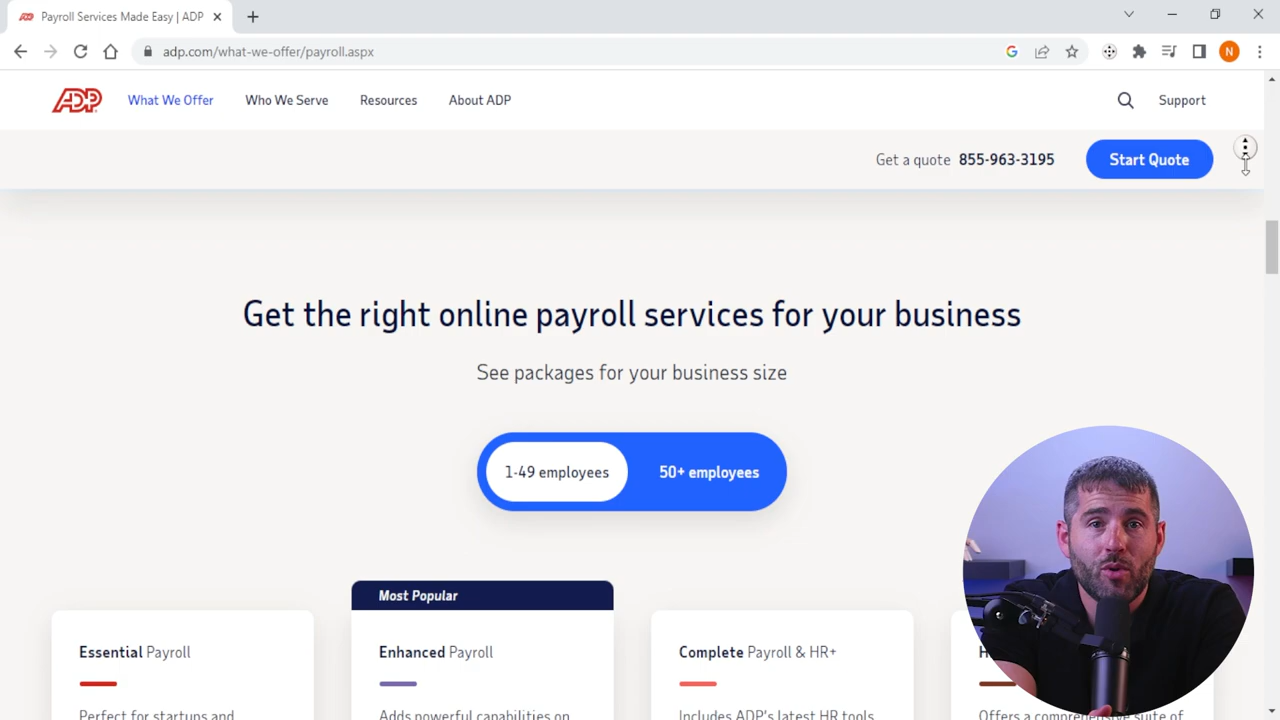 Payroll Services Made Easy | ADP
adp.com/what-we-offer/payroll.aspx
N
ADP
What We Offer
Who We Serve
Resources
About ADP
Support
Get a quote 855-963-3195
Start Quote
Get the right online payroll services for your business
See packages for your business size
1-49 employees
50+ employees
Most Popular
Essential Payroll
Enhanced Payroll
Complete Payroll & HR+
Perfect for startups and
Adds powerful capabilities on
Includes ADP's latest HR tools
Offers a comprehensive suite of